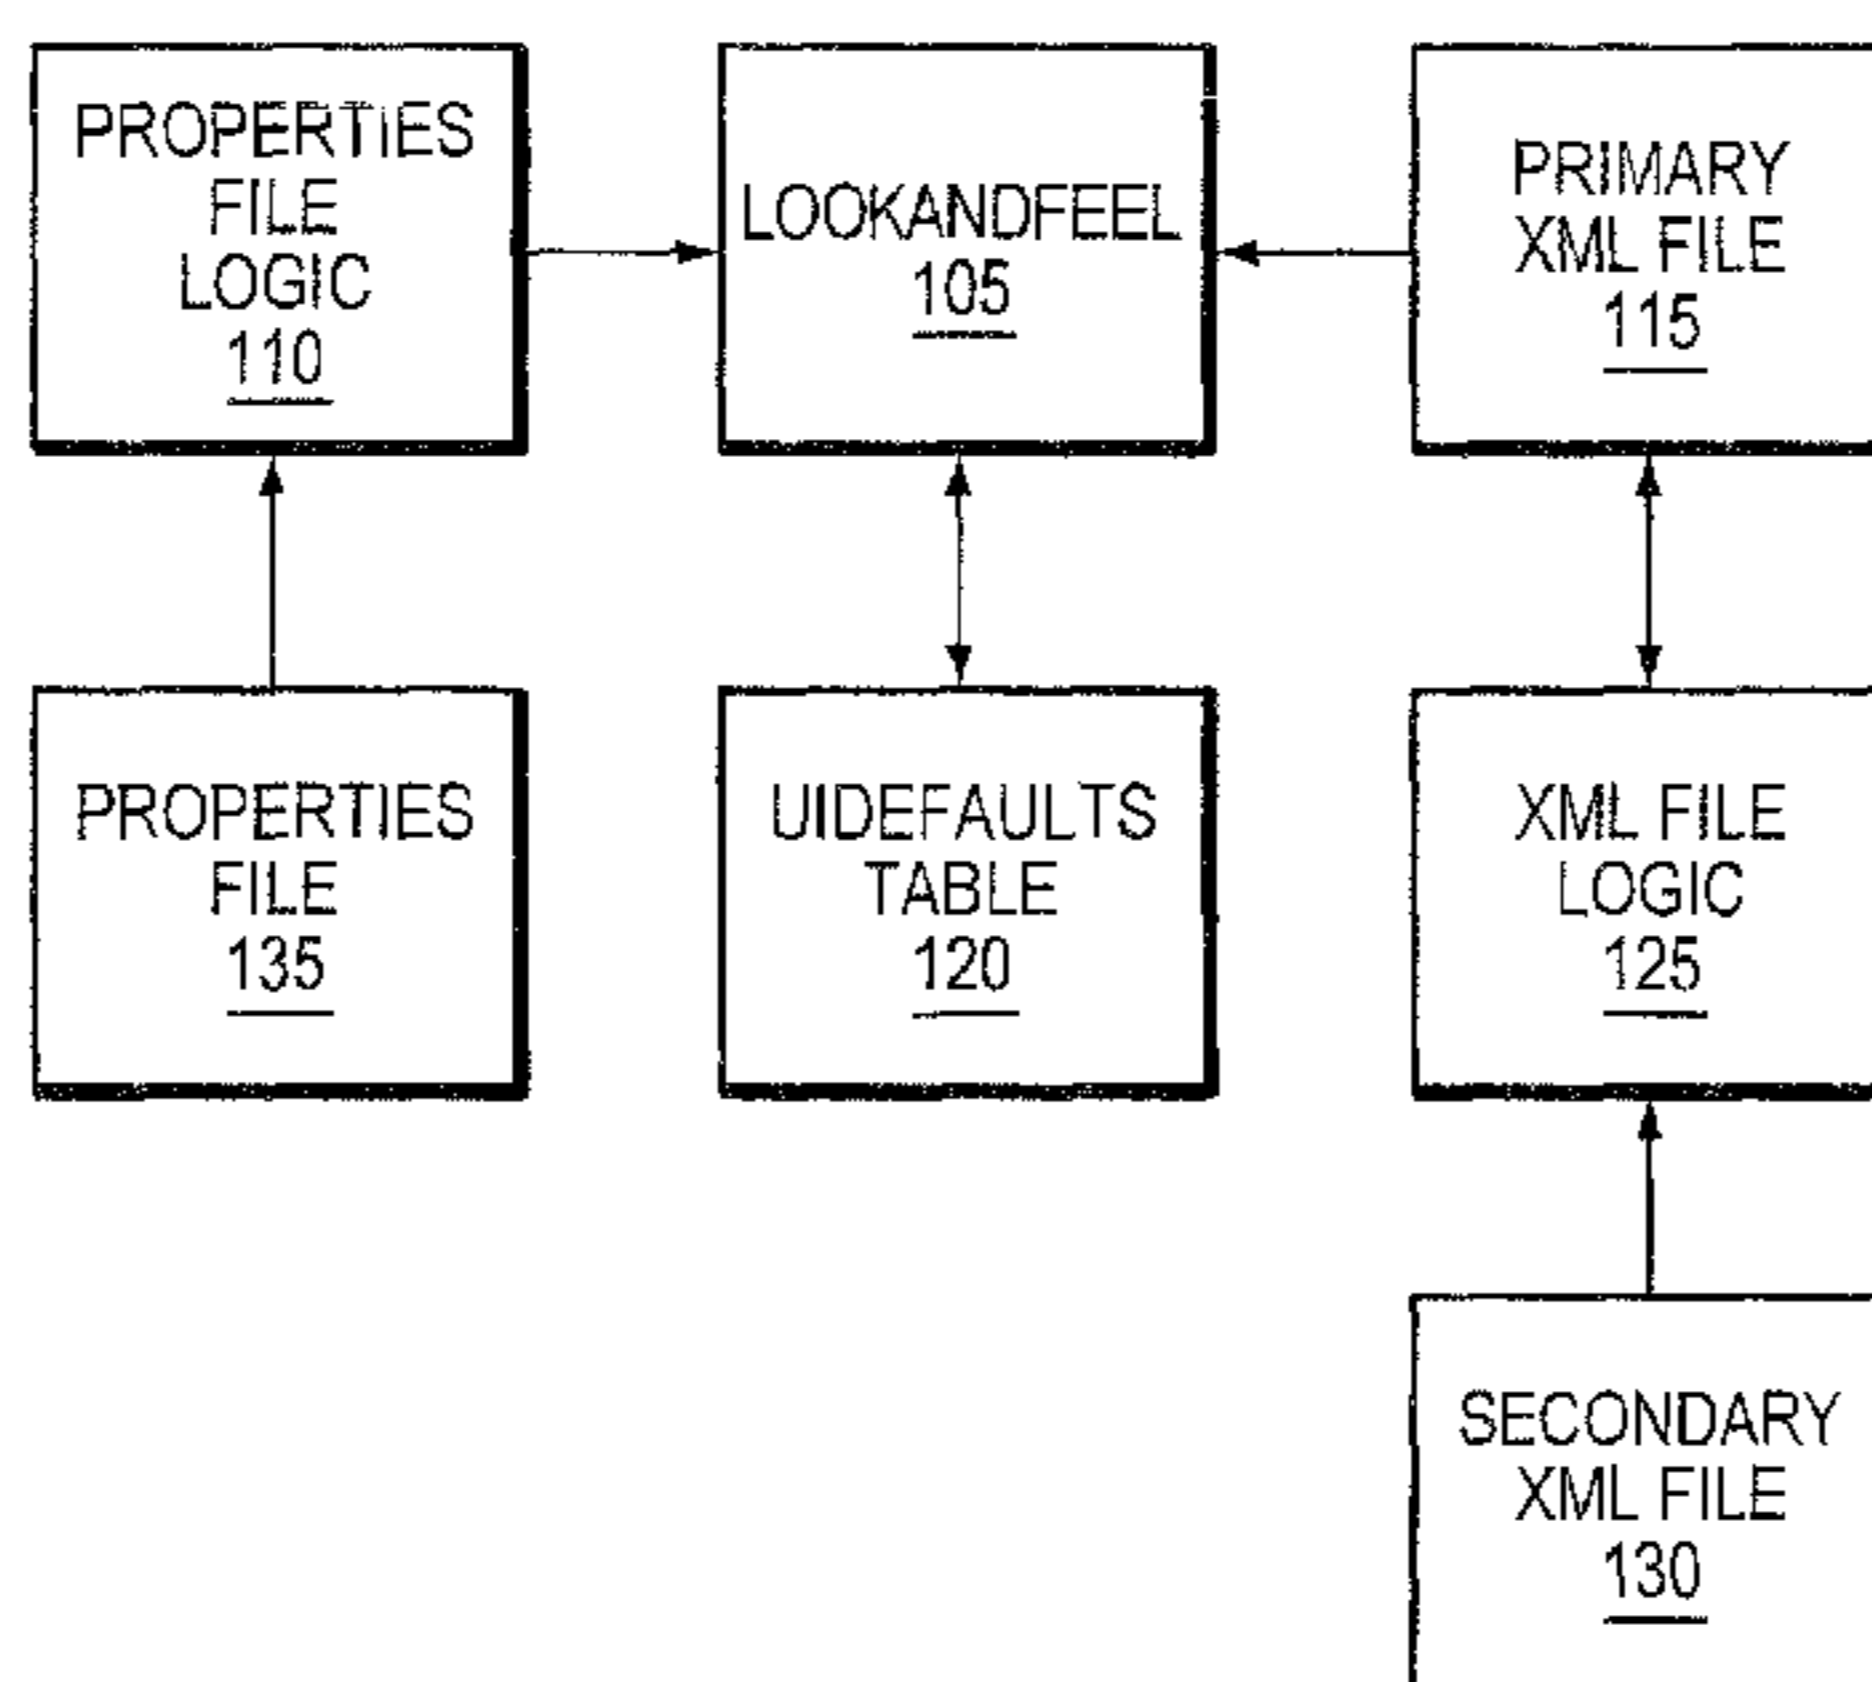 PROPERTIES
FILE
LOGIC
110
LOOKANDFEEL
105
PRIMARY
XML FILE
115
PROPERTIES
FILE
135
UIDEFAULTS
TABLE
120
XML FILE
LOGIC
125
SECONDARY
XML FILE
130